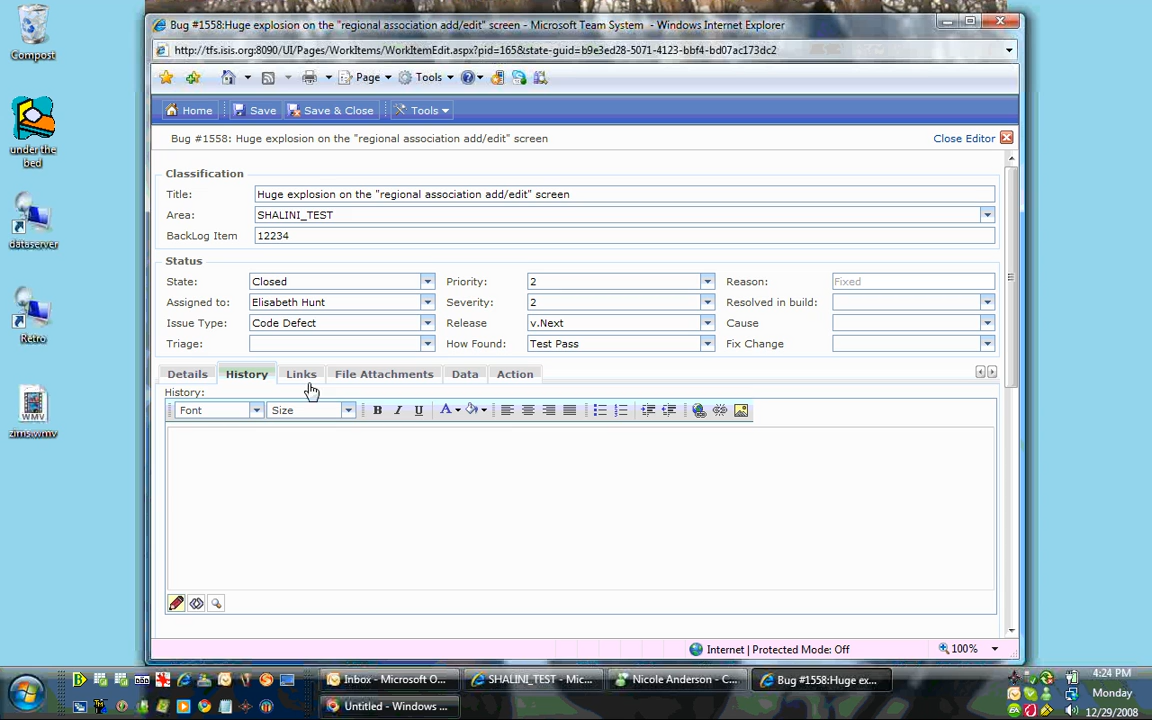 Bug #1558:Huge explosion on the "regional association add/edit" screen - Microsoft Team System - Windows Internet Explorer
http://tfs.isis.org:8090/UI/Pages/WorkItems/WorkItemEdit.aspx?pid=165&state-guid=b9e3ed28-5071-4123-bbf4-bd07ac173dc2
Page Tools
Home Save Save & Close Tools
Bug #1558: Huge explosion on the "regional association add/edit" screen Close Editor
Classification
Title: Huge explosion on the "regional association add/edit" screen
Area: SHALINI_TEST
BackLog Item 12234
Status
State: Closed Priority: 2 Reason: Fixed
Assigned to: Elisabeth Hunt Severity: 2 Resolved in build:
Issue Type: Code Defect Release v.Next Cause
Triage: How Found: Test Pass Fix Change
Details History Links File Attachments Data Action
History:
Font Size B I U A
Internet | Protected Mode: Off 100%
Compost
under the
bed
dataserver
Retro
WMV
zims.wmv
Inbox - Microsoft O... SHALINI_TEST - Mic... Nicole Anderson - C... Bug #1558:Huge ex...
Untitled - Windows ...
4:24 PM
Monday
12/29/2008